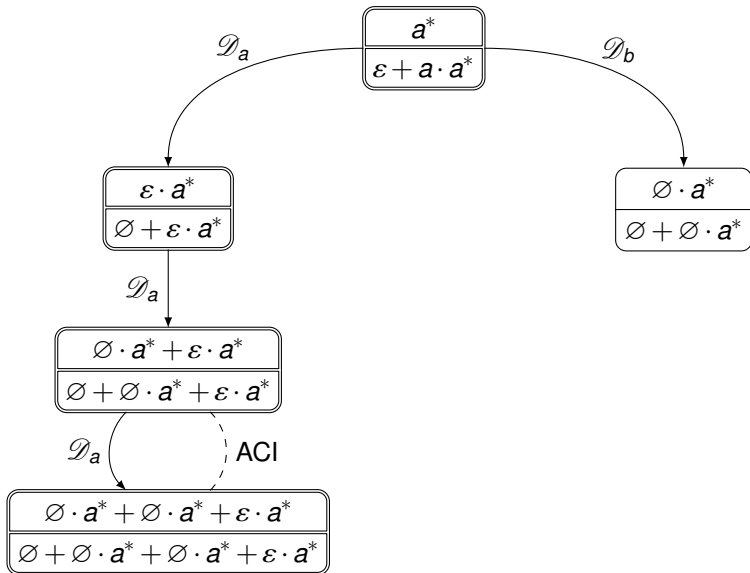 a*
ε + a · a*
𝒟a
𝒟b
ε · a*
∅ + ε · a*
∅ · a*
∅ + ∅ · a*
𝒟a
∅ · a* + ε · a*
∅ + ∅ · a* + ε · a*
𝒟a
ACI
∅ · a* + ∅ · a* + ε · a*
∅ + ∅ · a* + ∅ · a* + ε · a*